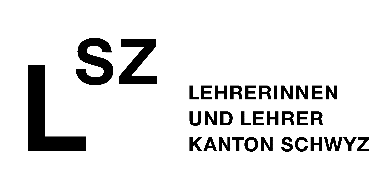 LSZ
LEHRERINNEN
UND LEHRER
KANTON SCHWYZ